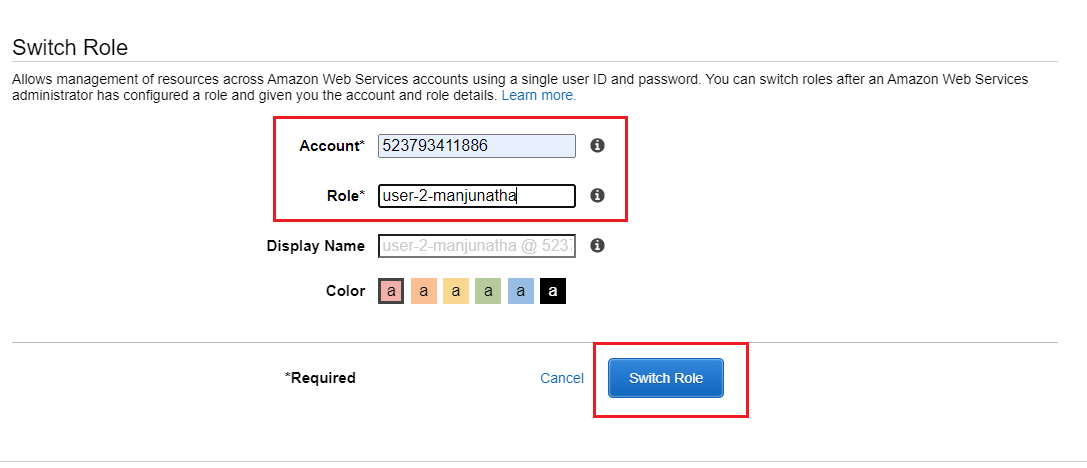 Switch Role
Allows management of resources across Amazon Web Services accounts using a single user ID and password. You can switch roles after an Amazon Web Services
administrator has configured a role and given you the account and role details. Learn more.
Account* 523793411886
Role* user-2-manjunatha
Display Name user-2-manjunatha @ 523
Color a a a a a a
*Required Cancel Switch Role